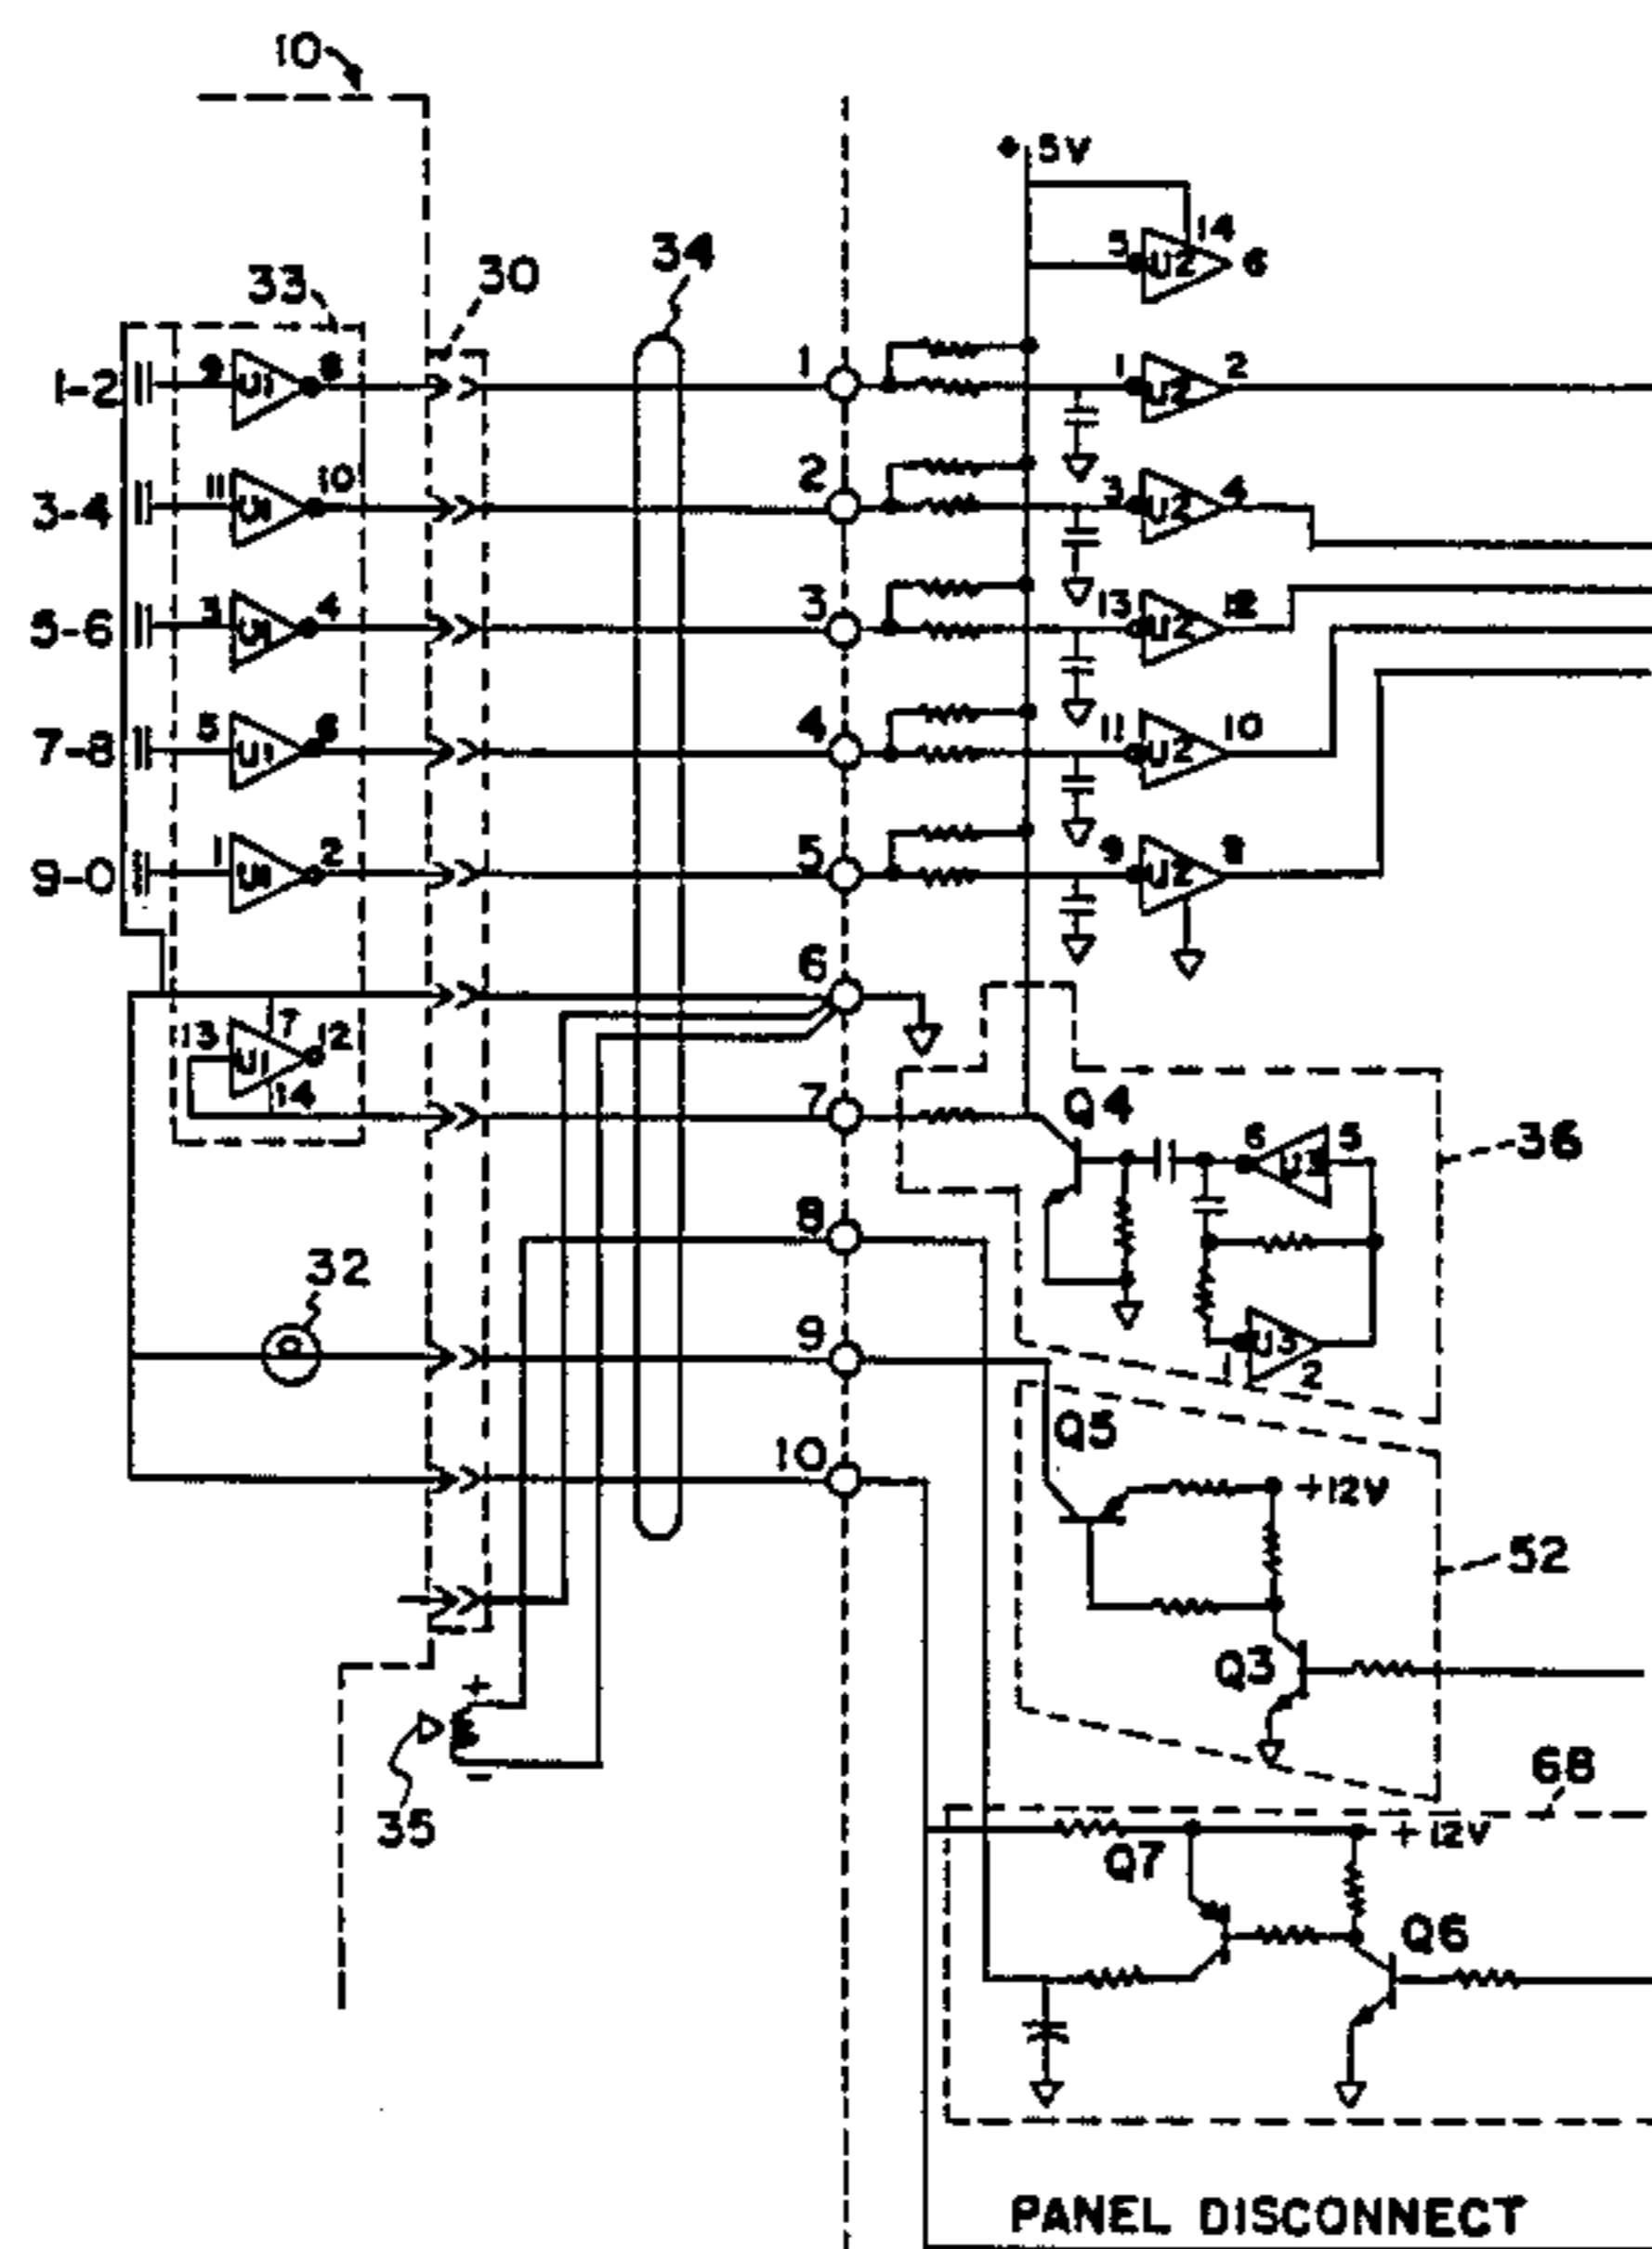 10
+ 5V
14
5 U2 6
34
30
33
1-2 9 U1 8 1 1 U2 2
3-4 11 U1 10 2 3 U2 4
5-6 3 U1 4 3 13 U2 12
7-8 5 U1 6 4 11 U2 10
9-0 1 U1 2 5 9 U2 8
6
7
13 U1 12
14
7 Q4
6 U3 5 36
8
32
9 U3
1 2
Q5
10
+12V
52
Q3
+
68
35
-
+12V
Q7
Q6
PANEL DISCONNECT